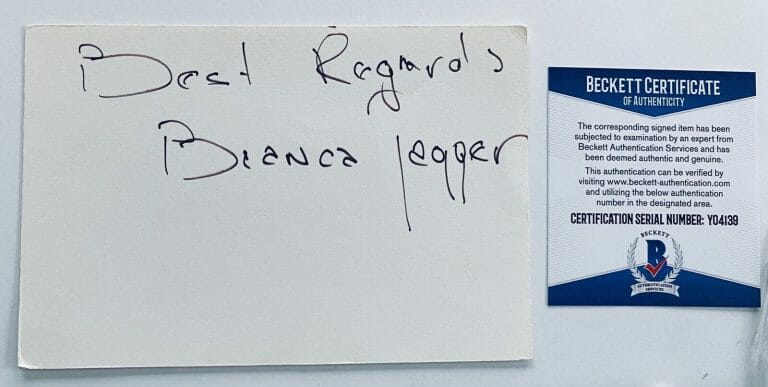 Best Regards
Bianca Jagger
BECKETT CERTIFICATE
OF AUTHENTICITY
The corresponding signed item has been
subjected to examination by an expert from
Beckett Authentication Services and has
been deemed authentic and genuine.
This authentication can be verified by
visiting www.beckett-authentication.com
and utilizing the below authentication
number in the designated area.
CERTIFICATION SERIAL NUMBER: Y04139
BECKETT
B
AUTHENTICATION
SERVICES